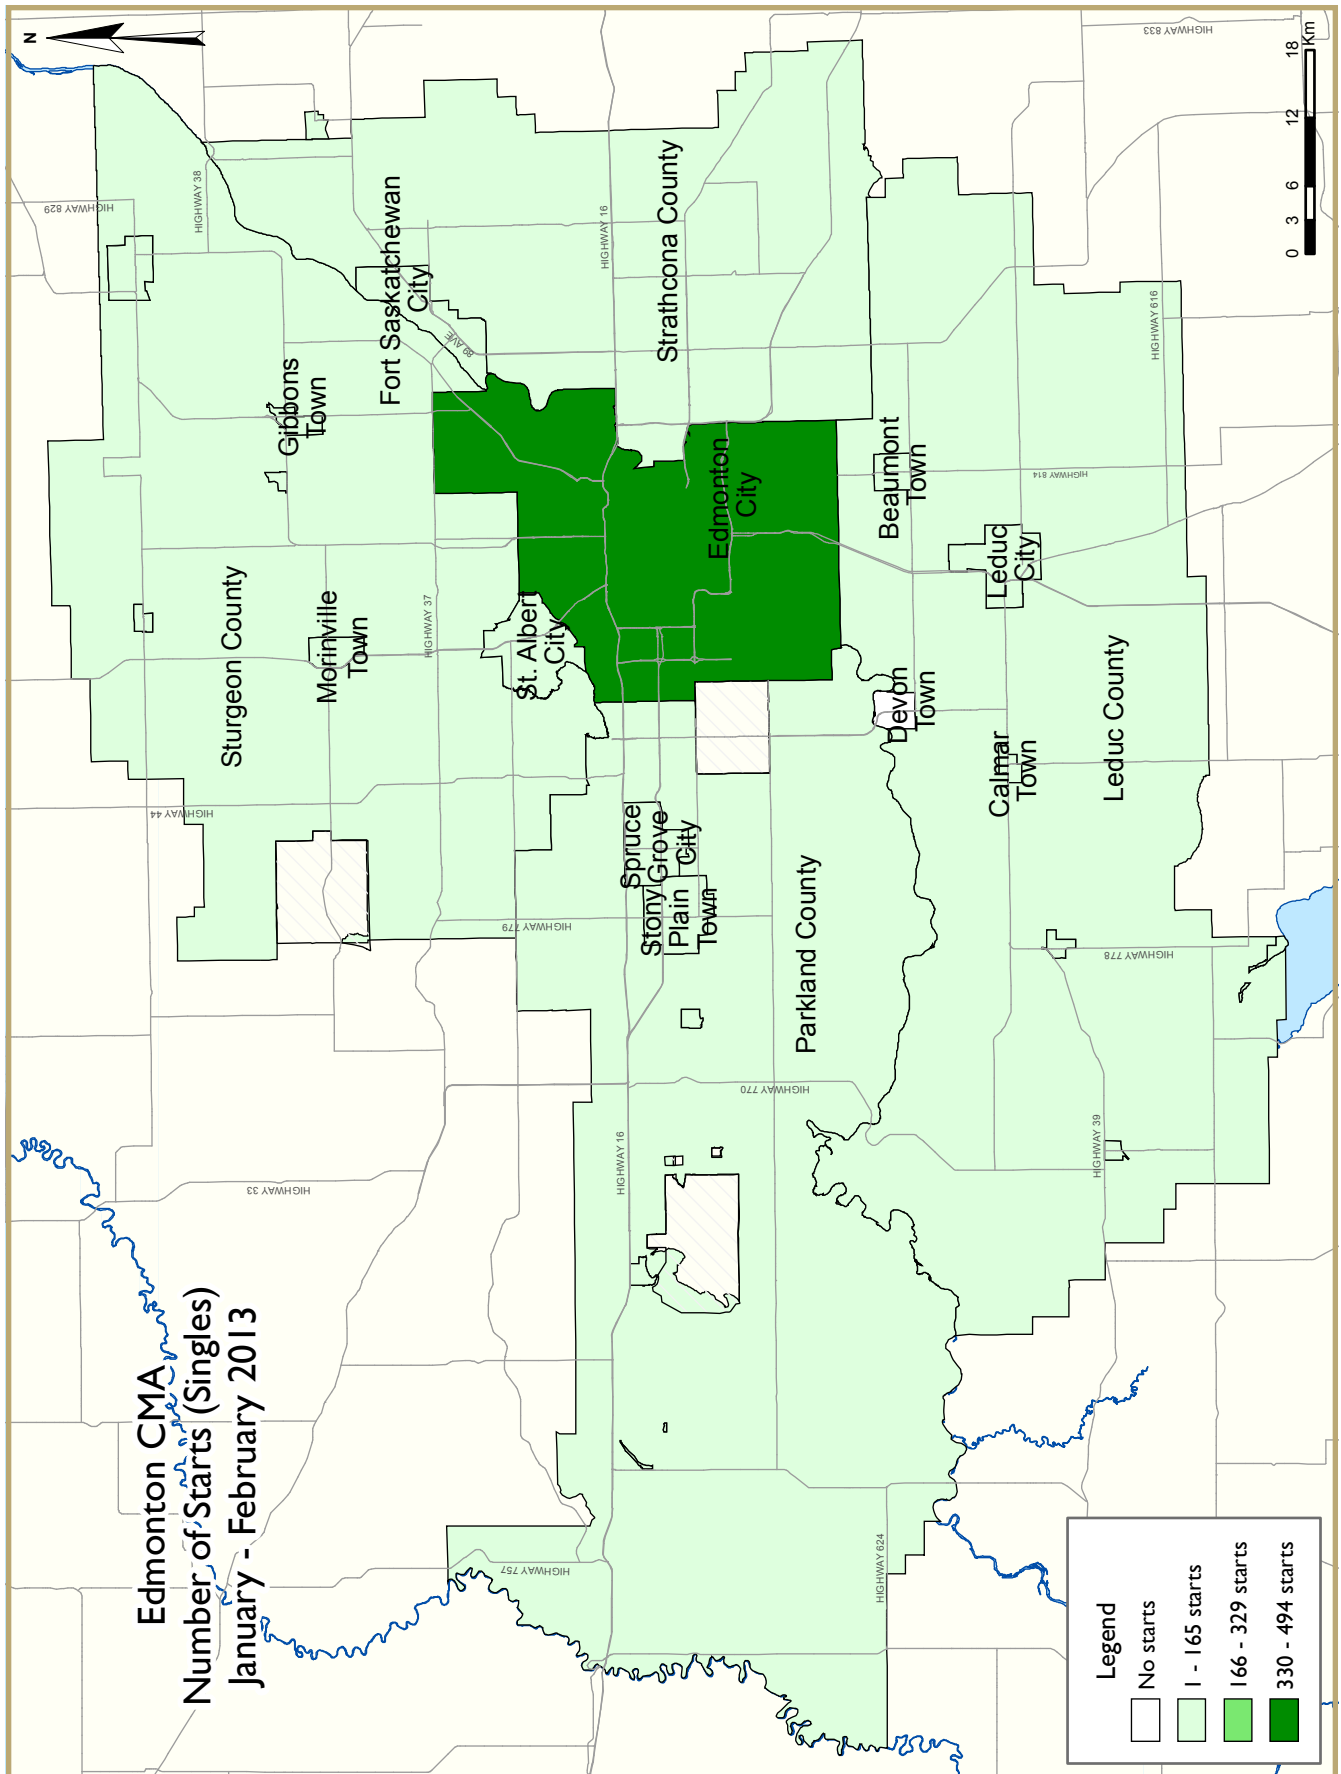 Edmonton CMA
Number of Starts (Singles)
January - February 2013
N
HIGHWAY 829
HIGHWAY 38
HIGHWAY 44
Sturgeon County
Gibbons
Town
Morinville
Town
Fort Saskatchewan
City
89 AVE
HIGHWAY 37
HIGHWAY 33
HIGHWAY 779
St. Albert
City
HIGHWAY 757
HIGHWAY 16
HIGHWAY 16
Spruce
Grove
City
Stony
Plain
Town
Strathcona County
Edmonton
City
HIGHWAY 770
Parkland County
HIGHWAY 624
Beaumont
Town
Devon
Town
Calmar
Town
Leduc
City
HIGHWAY 814
HIGHWAY 39
Leduc County
HIGHWAY 778
HIGHWAY 616
HIGHWAY 833
Legend
No starts
1 - 165 starts
166 - 329 starts
330 - 494 starts
0 3 6 12 18
Km